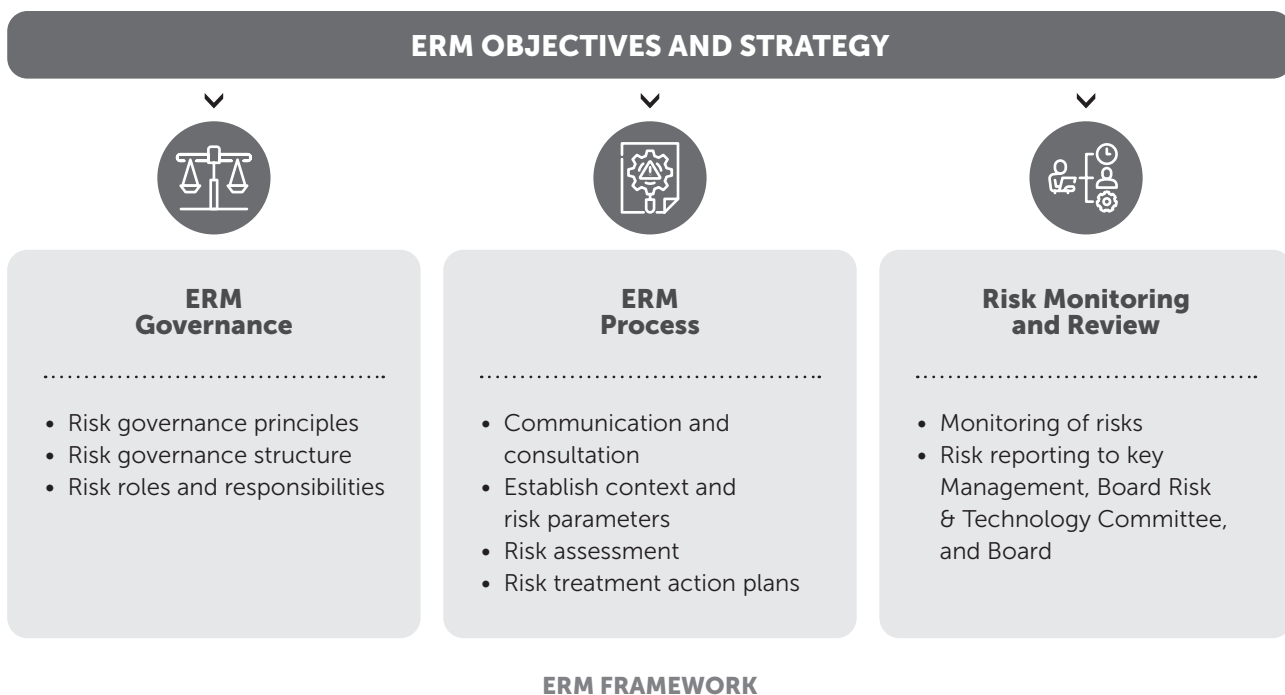 ERM OBJECTIVES AND STRATEGY
ERM
Governance
• Risk governance principles
• Risk governance structure
• Risk roles and responsibilities
ERM
Process
• Communication and
consultation
• Establish context and
risk parameters
• Risk assessment
• Risk treatment action plans
Risk Monitoring
and Review
• Monitoring of risks
• Risk reporting to key
Management, Board Risk
& Technology Committee,
and Board
ERM FRAMEWORK